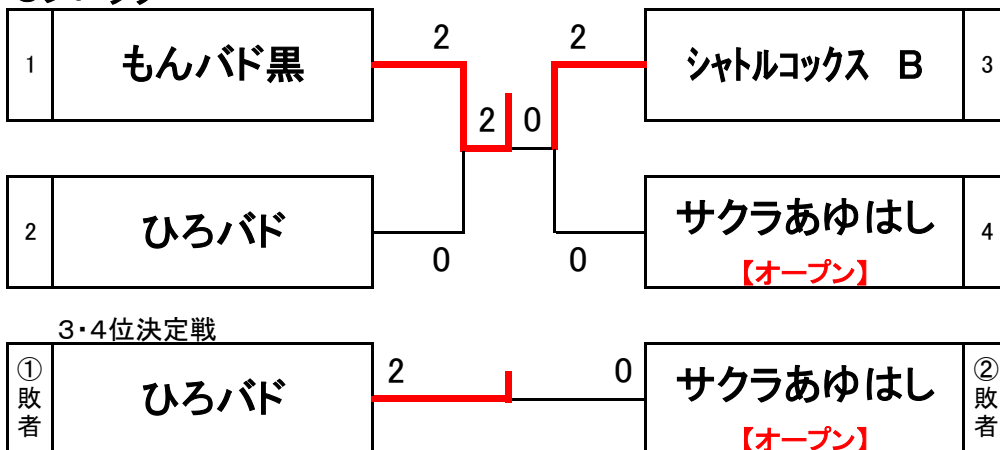 2 2
1 もんバド黒 シャトルコックス B 3
2 0
2 ひろバド サクラあゆはし 4
【オープン】
0 0
3・4位決定戦
①敗者 ひろバド 2 0 サクラあゆはし ②敗者
【オープン】